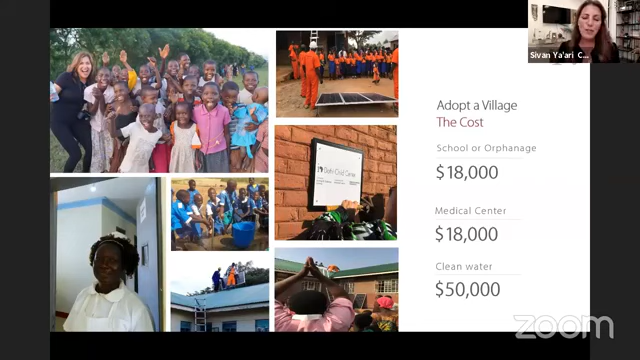 Sivan Ya'ari C...
Adopt a Village
The Cost
School or Orphanage
$18,000
Medical Center
$18,000
Clean water
$50,000
zoom